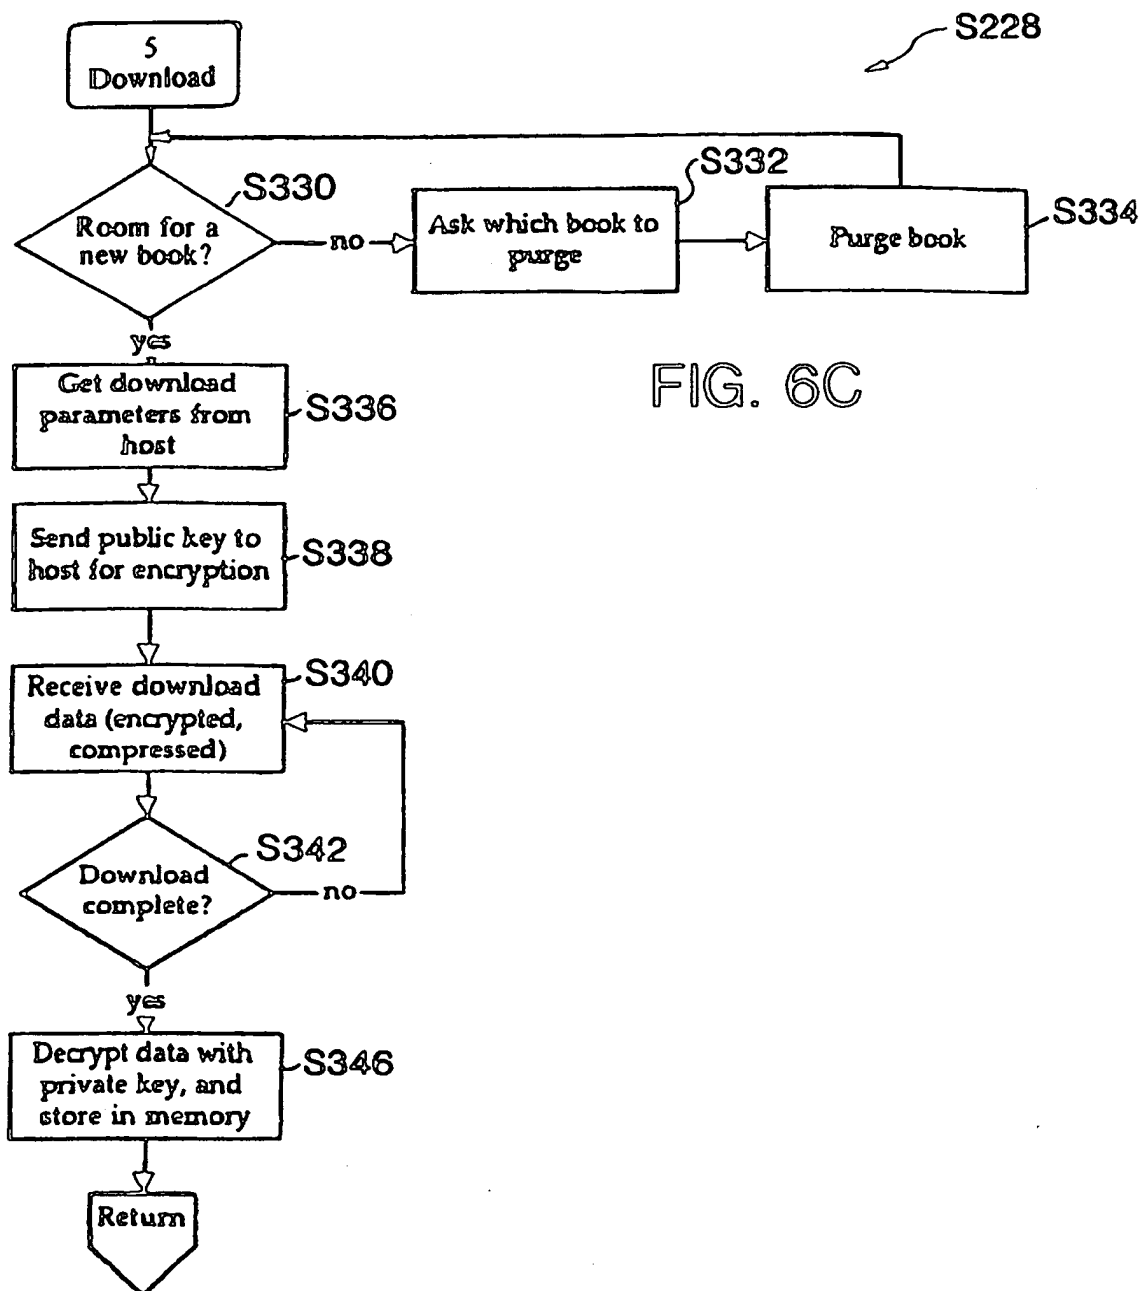 S228
5
Download
S330
Room for a
new book?
no
S332
Ask which book to
purge
S334
Purge book
yes
FIG. 6C
Get download
parameters from
host
S336
Send public key to
host for encryption
S338
Receive download
data (encrypted,
compressed)
S340
S342
Download
complete?
no
yes
Decrypt data with
private key, and
store in memory
S346
Return